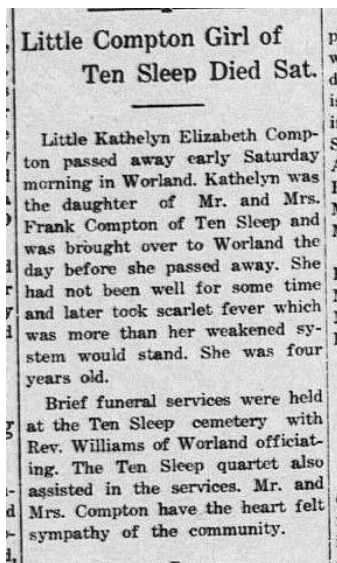 Little Compton Girl of
Ten Sleep Died Sat.
Little Kathelyn Elizabeth Comp-
ton passed away early Saturday
morning in Worland. Kathelyn was
the daughter of Mr. and Mrs.
Frank Compton of Ten Sleep and
was brought over to Worland the
day before she passed away. She
had not been well for some time
and later took scarlet fever which
was more than her weakened sy-
stem would stand. She was four
years old.
Brief funeral services were held
at the Ten Sleep cemetery with
Rev. Williams of Worland officiat-
ing. The Ten Sleep quartet also
assisted in the services. Mr. and
Mrs. Compton have the heart felt
sympathy of the community.